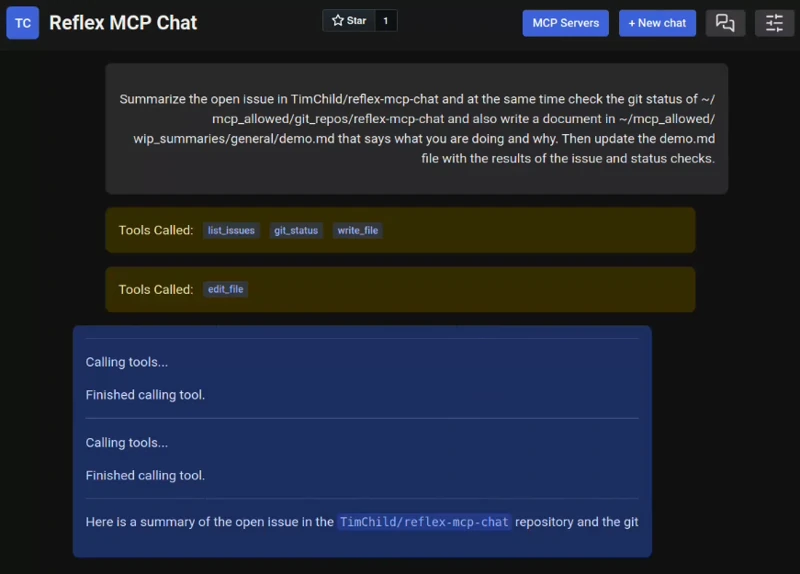 TC Reflex MCP Chat Star 1 MCP Servers + New chat
Summarize the open issue in TimChild/reflex-mcp-chat and at the same time check the git status of ~/
mcp_allowed/git_repos/reflex-mcp-chat and also write a document in ~/mcp_allowed/
wip_summaries/general/demo.md that says what you are doing and why. Then update the demo.md
file with the results of the issue and status checks.
Tools Called: list_issues git_status write_file
Tools Called: edit_file
Calling tools...
Finished calling tool.
Calling tools...
Finished calling tool.
Here is a summary of the open issue in the TimChild/reflex-mcp-chat repository and the git